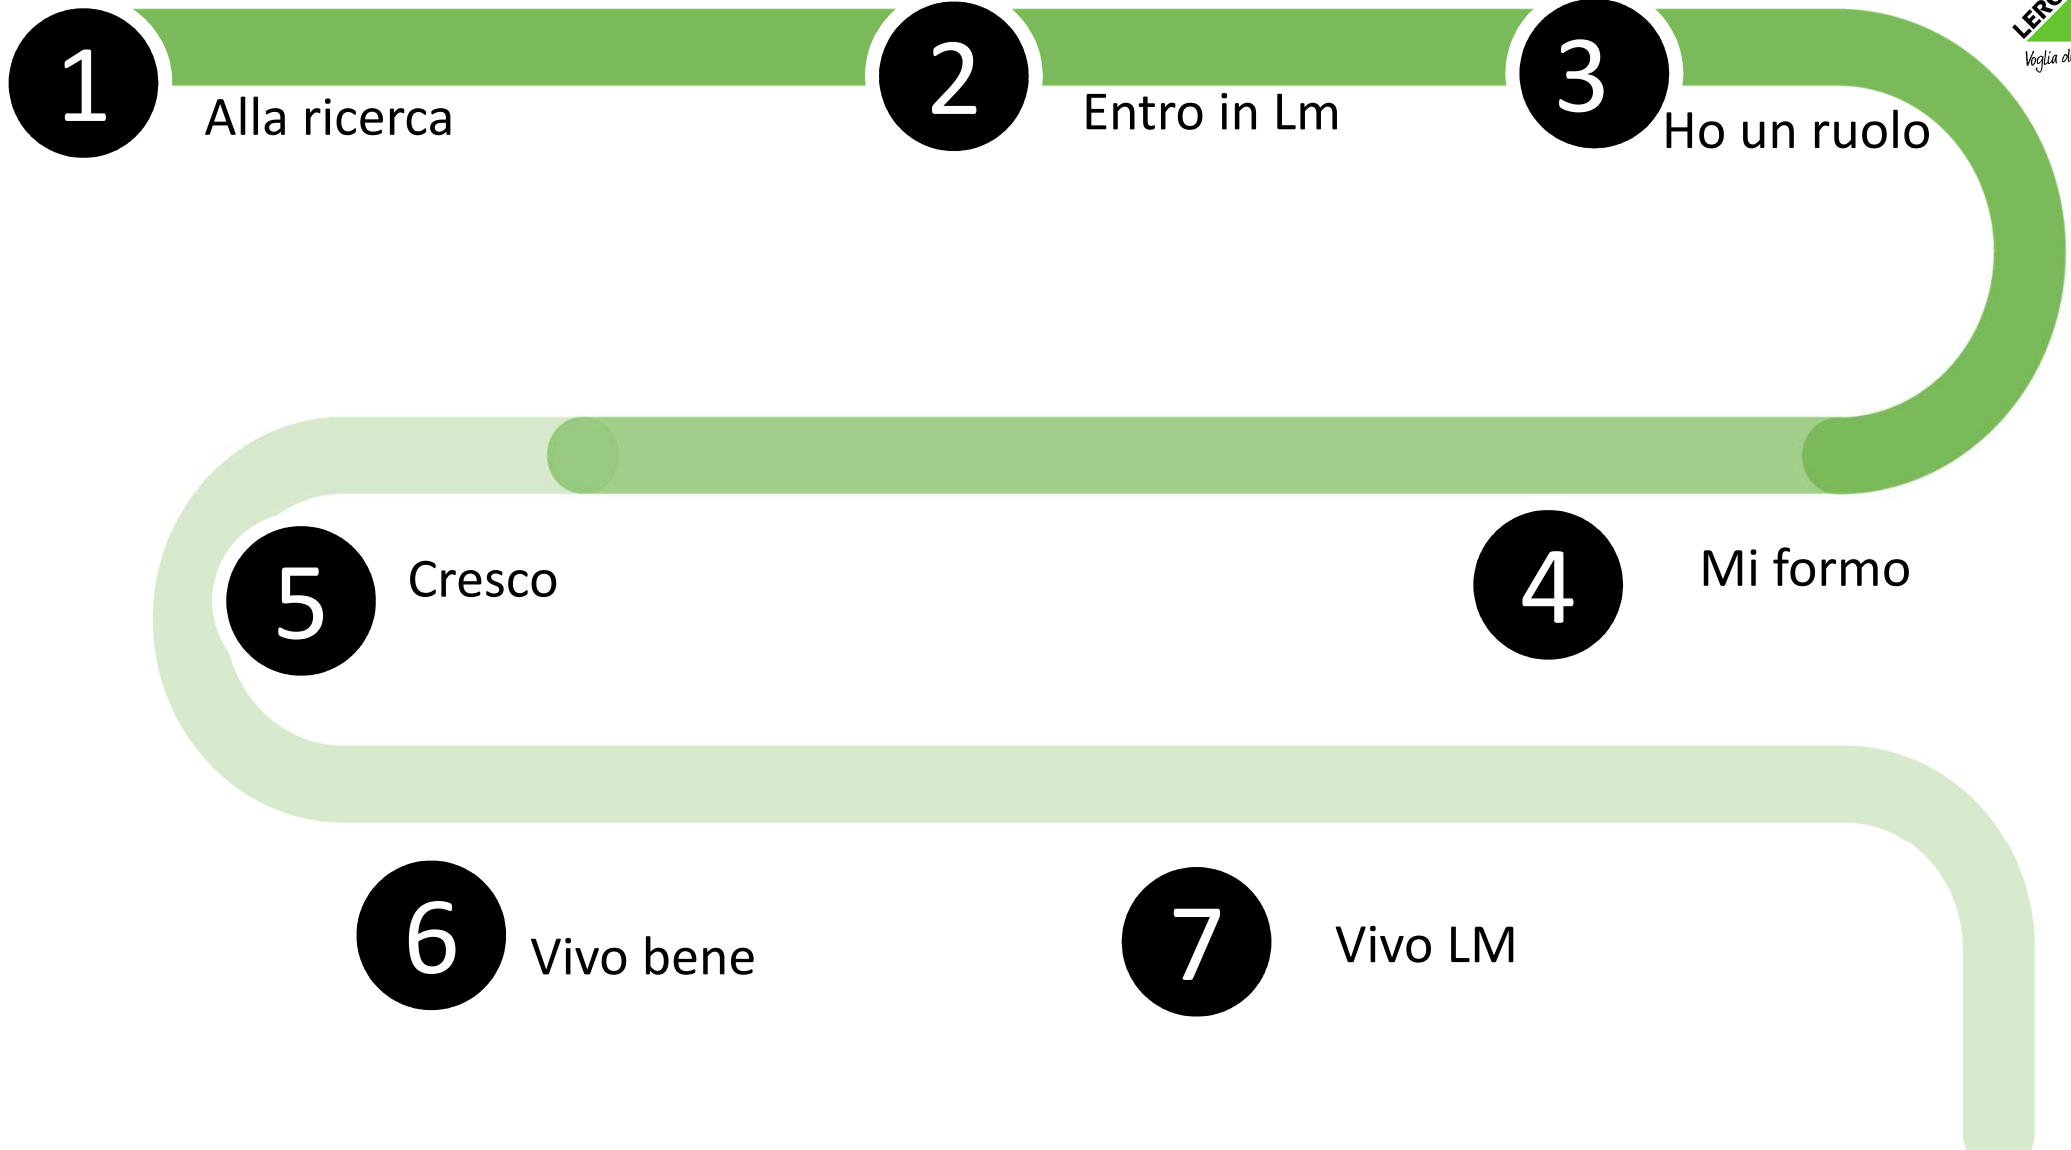 1
Alla ricerca
2
Entro in Lm
3
Ho un ruolo
4
Mi formo
5
Cresco
6
Vivo bene
7
Vivo LM
Voglia